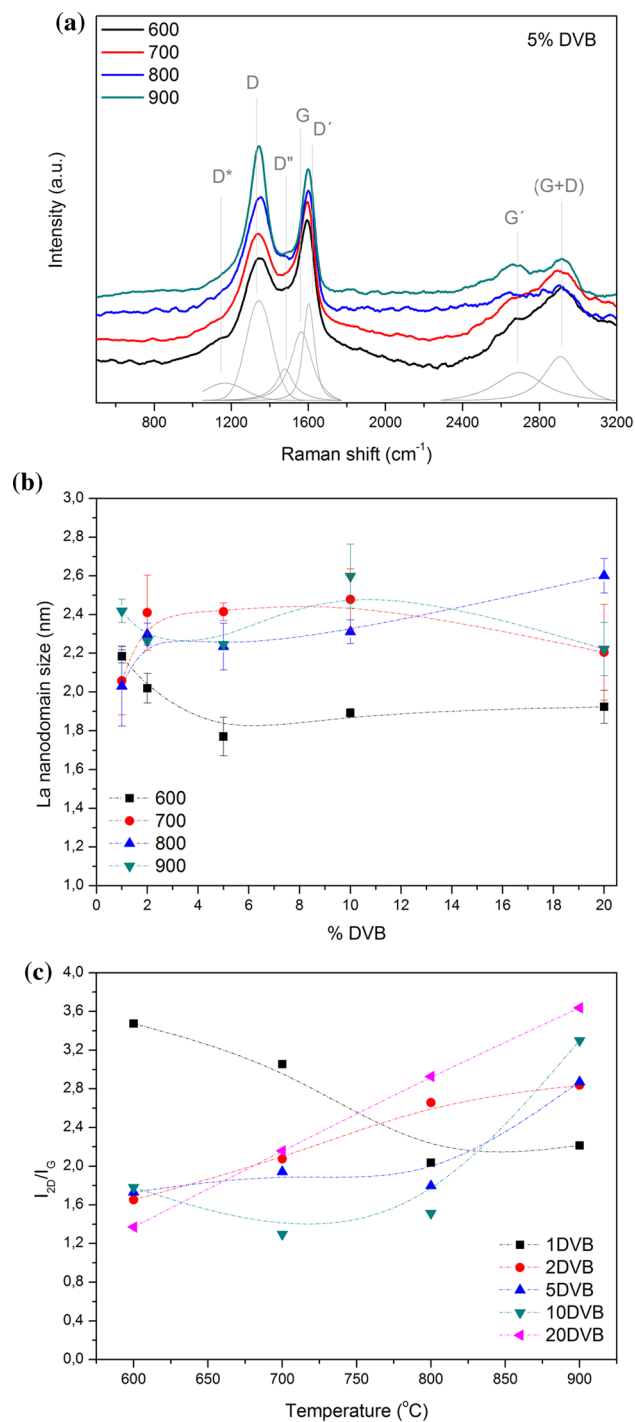 (a)
600
700
800
900
5% DVB
D
G
D´
D*
D"
G´
(G+D)
Intensity (a.u.)
800 1200 1600 2000 2400 2800 3200
Raman shift (cm-1)
(b)
3,0
2,8
2,6
2,4
2,2
2,0
1,8
1,6
1,4
1,2
1,0
La nanodomain size (nm)
600
700
800
900
0 2 4 6 8 10 12 14 16 18 20
% DVB
(c)
4,0
3,6
3,2
2,8
2,4
2,0
1,6
1,2
0,8
0,4
0,0
I2D/IG
1DVB
2DVB
5DVB
10DVB
20DVB
600 650 700 750 800 850 900
Temperature (oC)